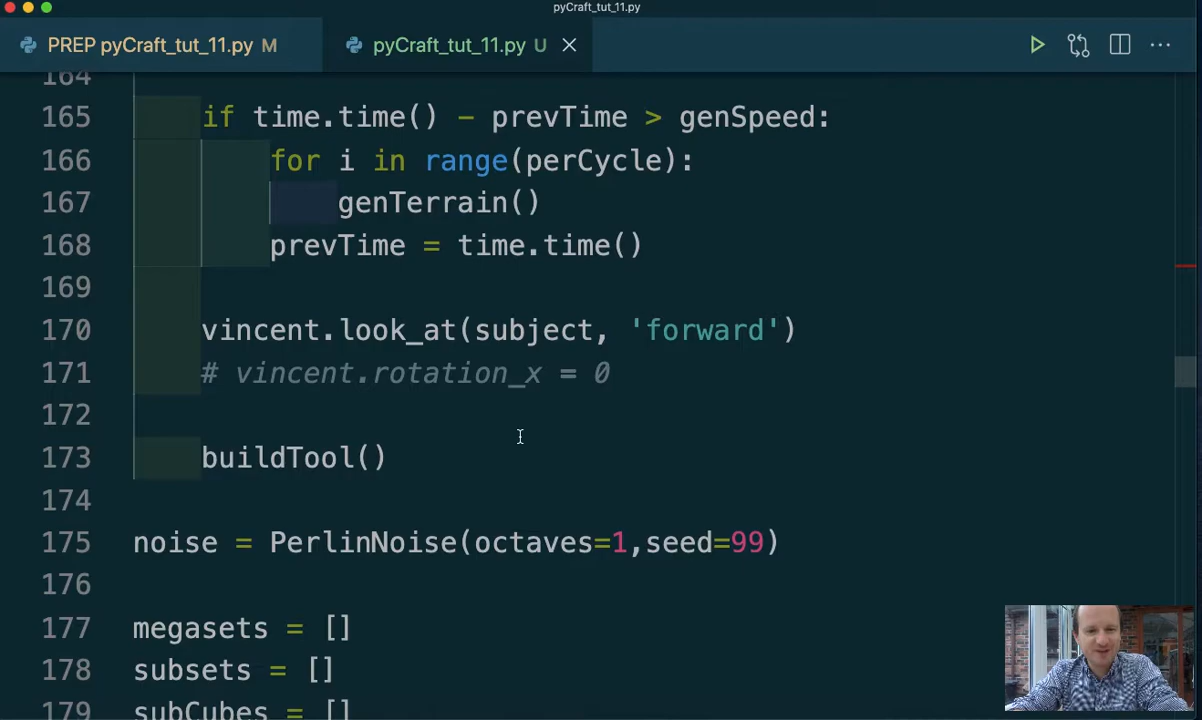 pyCraft_tut_11.py
PREP pyCraft_tut_11.py M
pyCraft_tut_11.py U
164
165 if time.time() - prevTime > genSpeed:
166 for i in range(perCycle):
167 genTerrain()
168 prevTime = time.time()
169
170 vincent.look_at(subject, 'forward')
171 # vincent.rotation_x = 0
172
173 buildTool()
174
175 noise = PerlinNoise(octaves=1,seed=99)
176
177 megasets = []
178 subsets = []
179 subCubes = []